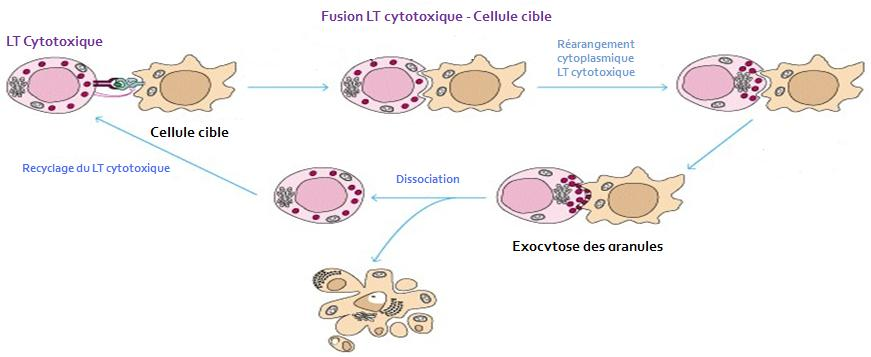 Fusion LT cytotoxique - Cellule cible
LT Cytotoxique
Réarangement
cytoplasmique
LT cytotoxique
Cellule cible
Recyclage du LT cytotoxique
Dissociation
Exocytose des granules